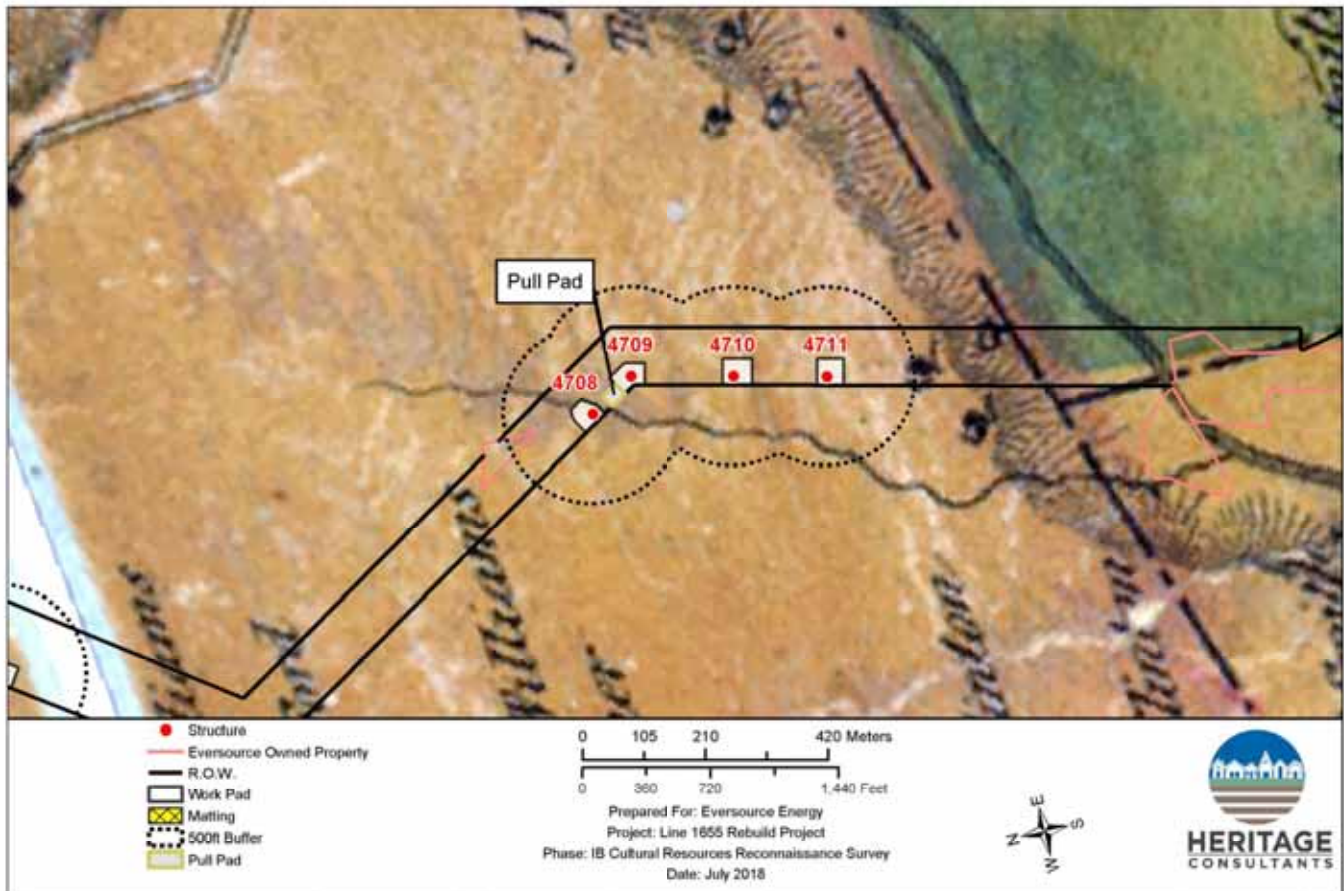 Pull Pad
4709
4710
4711
4708
Structure
Eversource Owned Property
R.O.W.
Work Pad
Matting
500ft Buffer
Pull Pad
0 105 210 420 Meters
0 360 720 1,440 Feet
Prepared For: Eversource Energy
Project: Line 1655 Rebuild Project
Phase: IB Cultural Resources Reconnaissance Survey
Date: July 2018
N
E
S
W
HERITAGE
CONSULTANTS